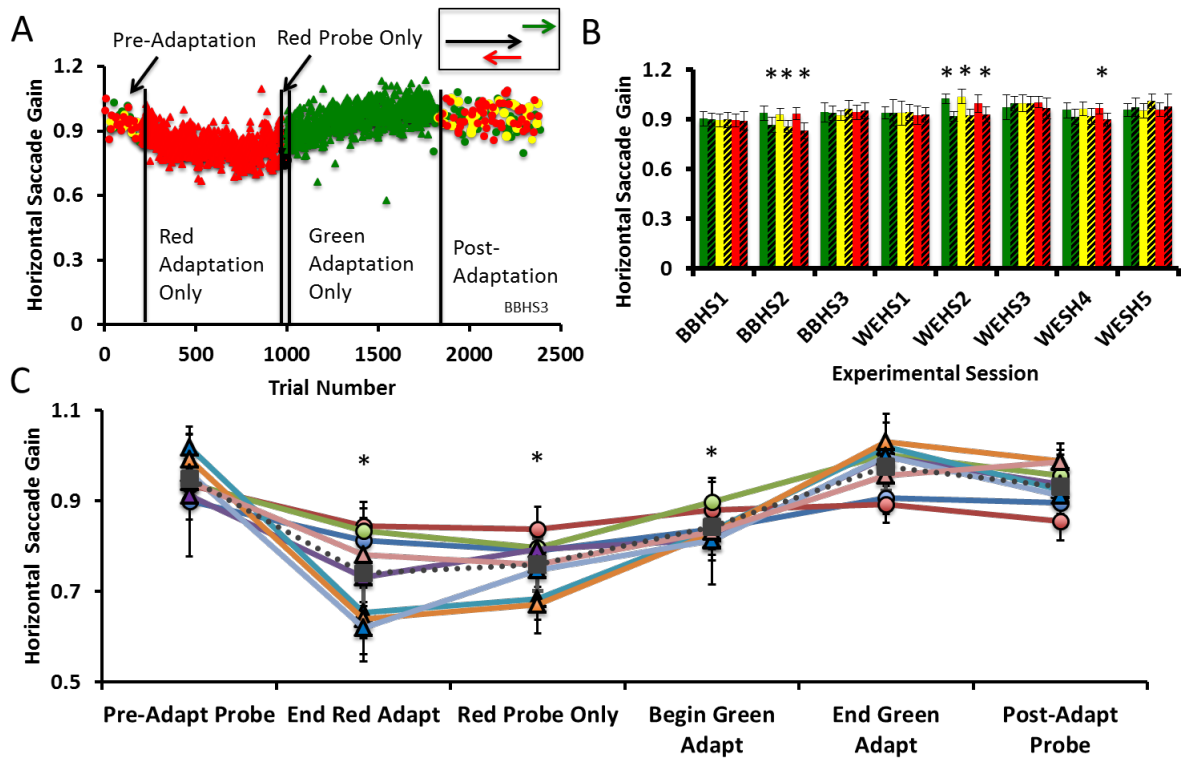 A
Pre-Adaptation
Red Probe Only
Horizontal Saccade Gain
1.2
0.9
0.6
0.3
0
Red
Adaptation
Only
Green
Adaptation
Only
Post-
Adaptation
BBHS3
0
500
1000
1500
2000
2500
Trial Number
B
Horizontal Saccade Gain
1.2
0.9
0.6
0.3
0
* * *
* * *
*
BBHS1
BBHS2
BBHS3
WEHS1
WEHS2
WEHS3
WESH4
WESH5
Experimental Session
C
Horizontal Saccade Gain
1.1
0.9
0.7
0.5
*
*
*
Pre-Adapt Probe
End Red Adapt
Red Probe Only
Begin Green
Adapt
End Green
Adapt
Post-Adapt
Probe